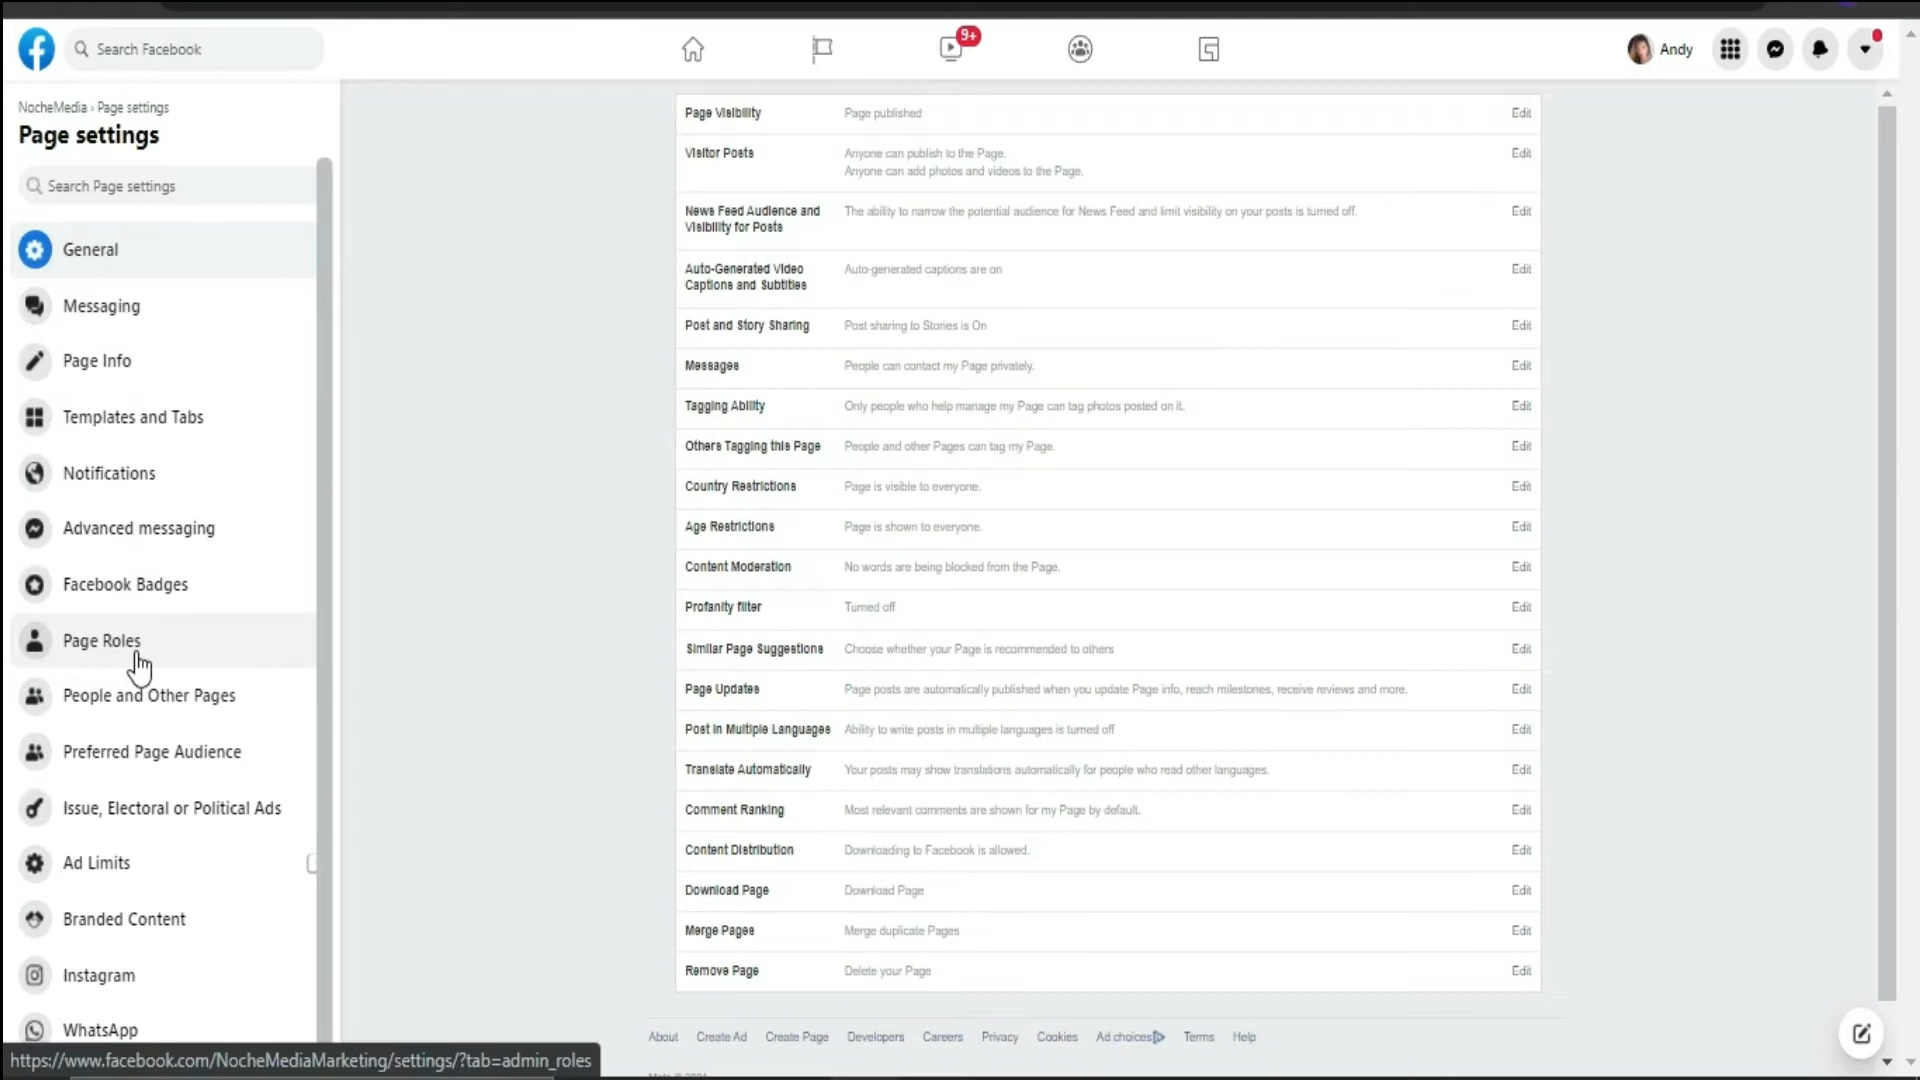 Search Facebook
9+
Andy
NocheMedia › Page settings
Page settings
Search Page settings
General
Messaging
Page Info
Templates and Tabs
Notifications
Advanced messaging
Facebook Badges
Page Roles
People and Other Pages
Preferred Page Audience
Issue, Electoral or Political Ads
Ad Limits
Branded Content
Instagram
WhatsApp
Page Visibility Page published Edit
Visitor Posts Anyone can publish to the Page. Edit
Anyone can add photos and videos to the Page.
News Feed Audience and The ability to narrow the potential audience for News Feed and limit visibility on your posts is turned off. Edit
Visibility for Posts
Auto-Generated Video Auto-generated captions are on Edit
Captions and Subtitles
Post and Story Sharing Post sharing to Stories is On Edit
Messages People can contact my Page privately. Edit
Tagging Ability Only people who help manage my Page can tag photos posted on it. Edit
Others Tagging this Page People and other Pages can tag my Page. Edit
Country Restrictions Page is visible to everyone. Edit
Age Restrictions Page is shown to everyone. Edit
Content Moderation No words are being blocked from the Page. Edit
Profanity filter Turned off Edit
Similar Page Suggestions Choose whether your Page is recommended to others Edit
Page Updates Page posts are automatically published when you update Page info, reach milestones, receive reviews and more. Edit
Post in Multiple Languages Ability to write posts in multiple languages is turned off Edit
Translate Automatically Your posts may show translations automatically for people who read other languages. Edit
Comment Ranking Most relevant comments are shown for my Page by default. Edit
Content Distribution Downloading to Facebook is allowed. Edit
Download Page Download Page Edit
Merge Pages Merge duplicate Pages Edit
Remove Page Delete your Page Edit
About Create Ad Create Page Developers Careers Privacy Cookies Ad choices Terms Help
https://www.facebook.com/NocheMediaMarketing/settings/?tab=admin_roles